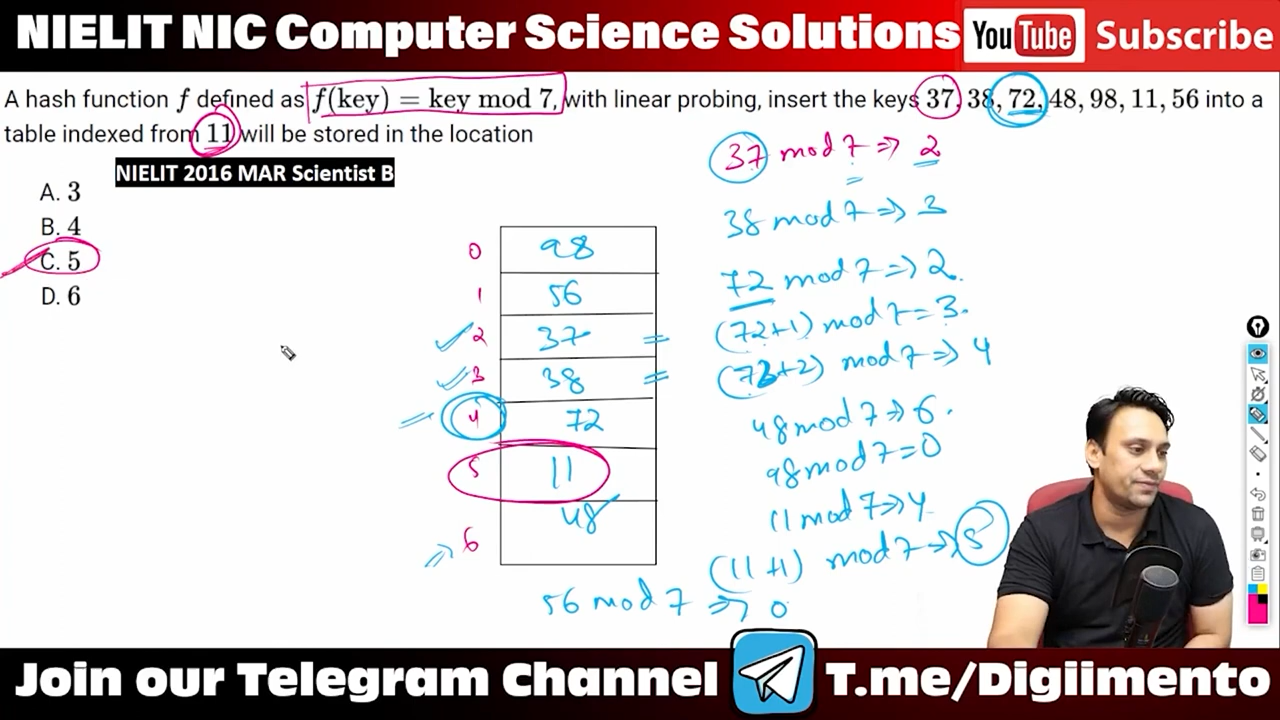 NIELIT NIC Computer Science Solutions YouTube Subscribe
A hash function f defined as f(key) = key mod 7, with linear probing, insert the keys 37, 38, 72, 48, 98, 11, 56 into a
table indexed from 11 will be stored in the location
NIELIT 2016 MAR Scientist B
A. 3
B. 4
C. 5
D. 6
0 98
1 56
2 37
3 38
4 72
5 11
48
6
37 mod 7 => 2
38 mod 7 => 3
72 mod 7 => 2.
(72+1) mod 7 = 3.
(72+2) mod 7 => 4
48 mod 7 => 6.
98 mod 7 = 0
11 mod 7 => 4
(11+1) mod 7 => 5
56 mod 7 => 0
Join our Telegram Channel T.me/Digiimento